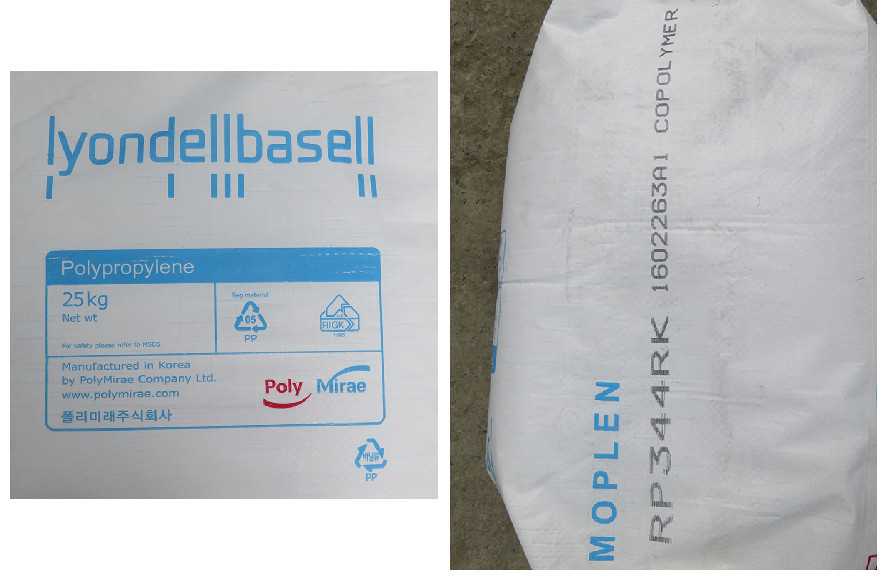 lyondellbasell
Polypropylene
25kg
Net wt
For safety please refer to MSDS
Bag material
05
PP
RIGK
Manufactured in Korea
by PolyMirae Company Ltd.
www.polymirae.com
폴리미래주식회사
Poly Mirae
PP
MOPLEN
RP344RK 1602263A1 COPOLYMER